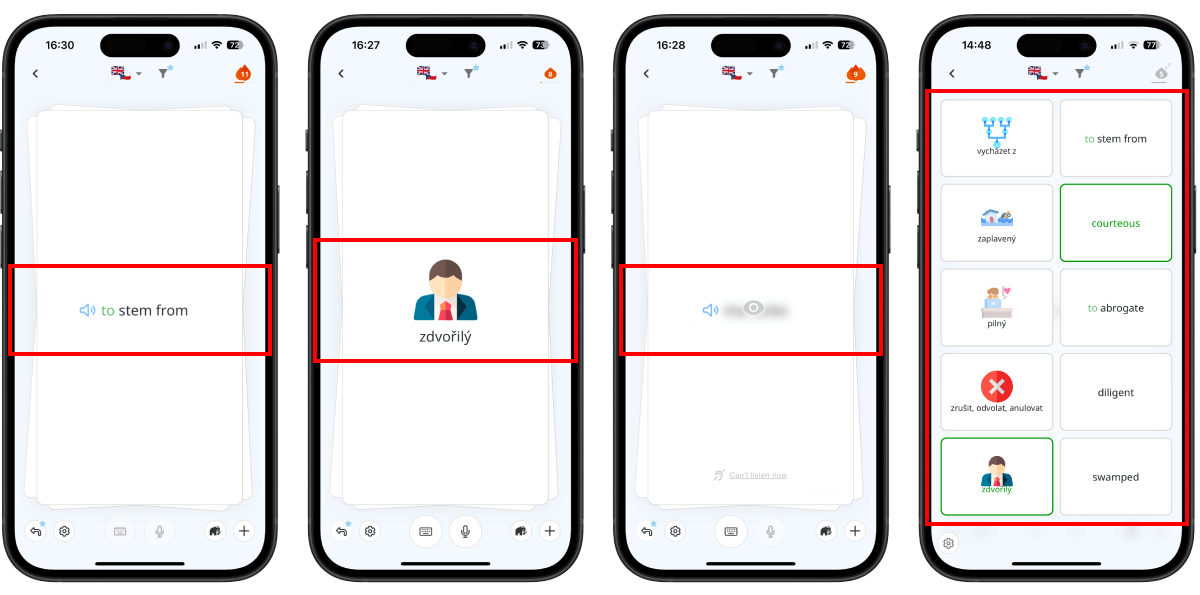 16:30
72
11
to stem from
16:27
73
8
zdvořilý
16:28
72
9
Can't listen now
14:48
77
5
vycházet z
to stem from
zaplavený
courteous
pilný
to abrogate
zrušit, odvolat, anulovat
diligent
zdvořilý
swamped